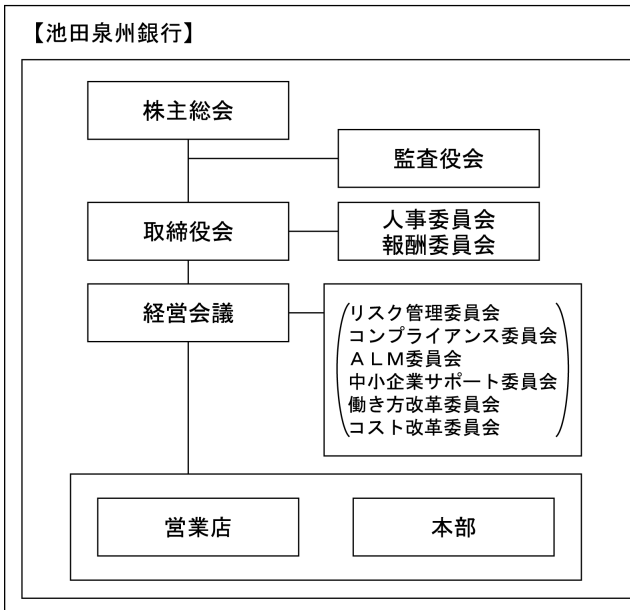 【池田泉州銀行】
株主総会
監査役会
取締役会
人事委員会
報酬委員会
経営会議
リスク管理委員会
コンプライアンス委員会
ＡＬＭ委員会
中小企業サポート委員会
働き方改革委員会
コスト改革委員会
営業店
本部